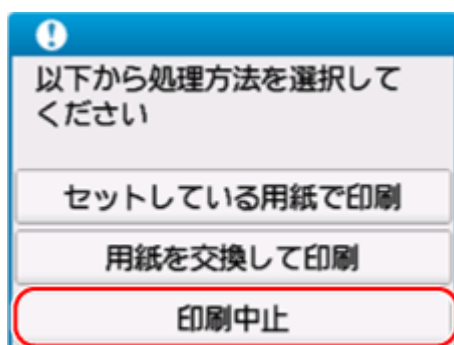 以下から処理方法を選択して
ください
セットしている用紙で印刷
用紙を交換して印刷
印刷中止